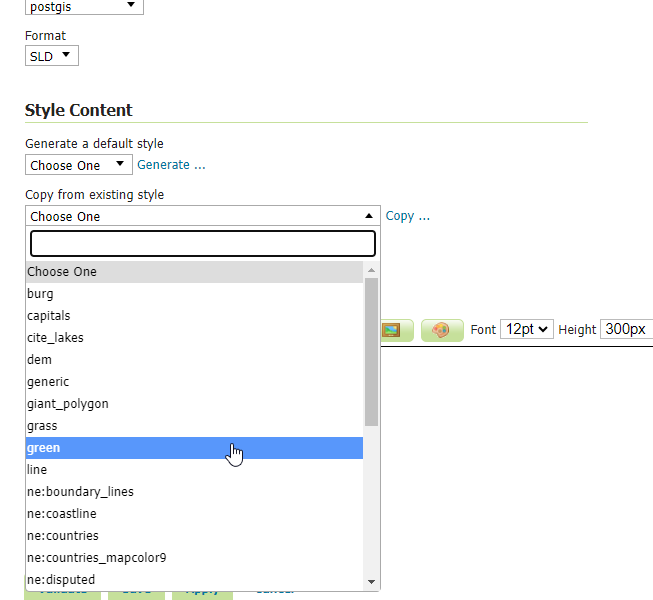 postgis
Format
SLD
Style Content
Generate a default style
Choose One Generate ...
Copy from existing style
Choose One Copy ...
Choose One
burg
capitals
cite_lakes
dem
generic
giant_polygon
grass
green
line
ne:boundary_lines
ne:coastline
ne:countries
ne:countries_mapcolor9
ne:disputed
Font 12pt Height 300px